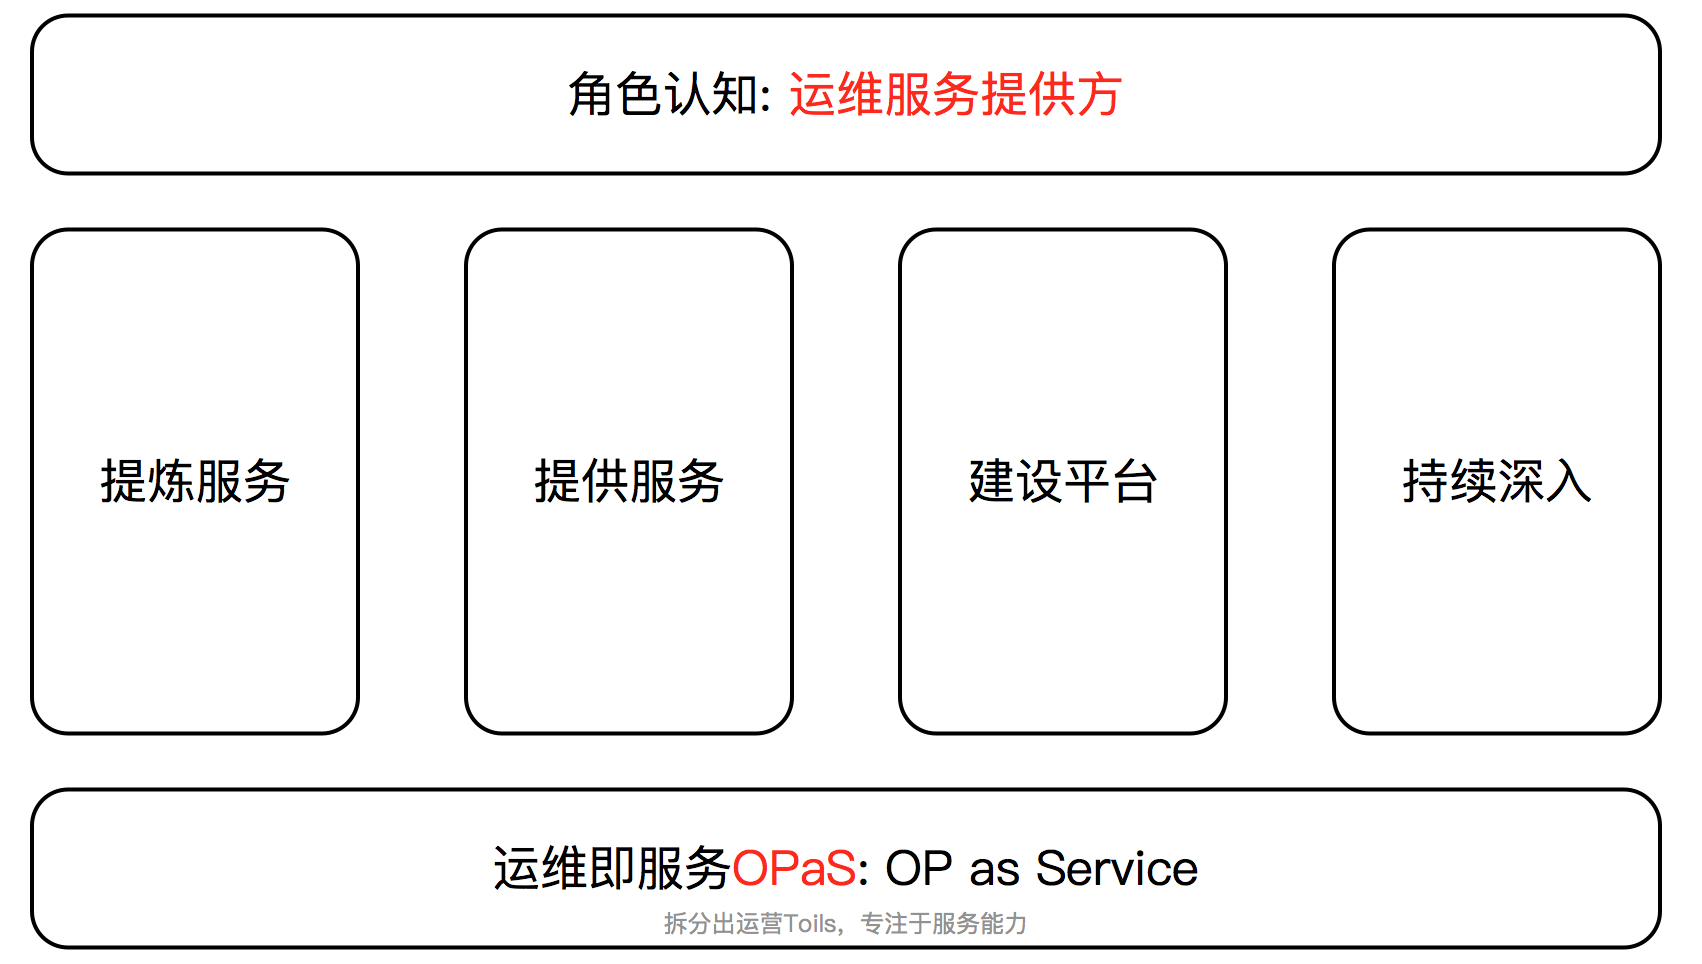 角色认知: 运维服务提供方
提炼服务
提供服务
建设平台
持续深入
运维即服务OPaS: OP as Service
拆分出运营Toils，专注于服务能力